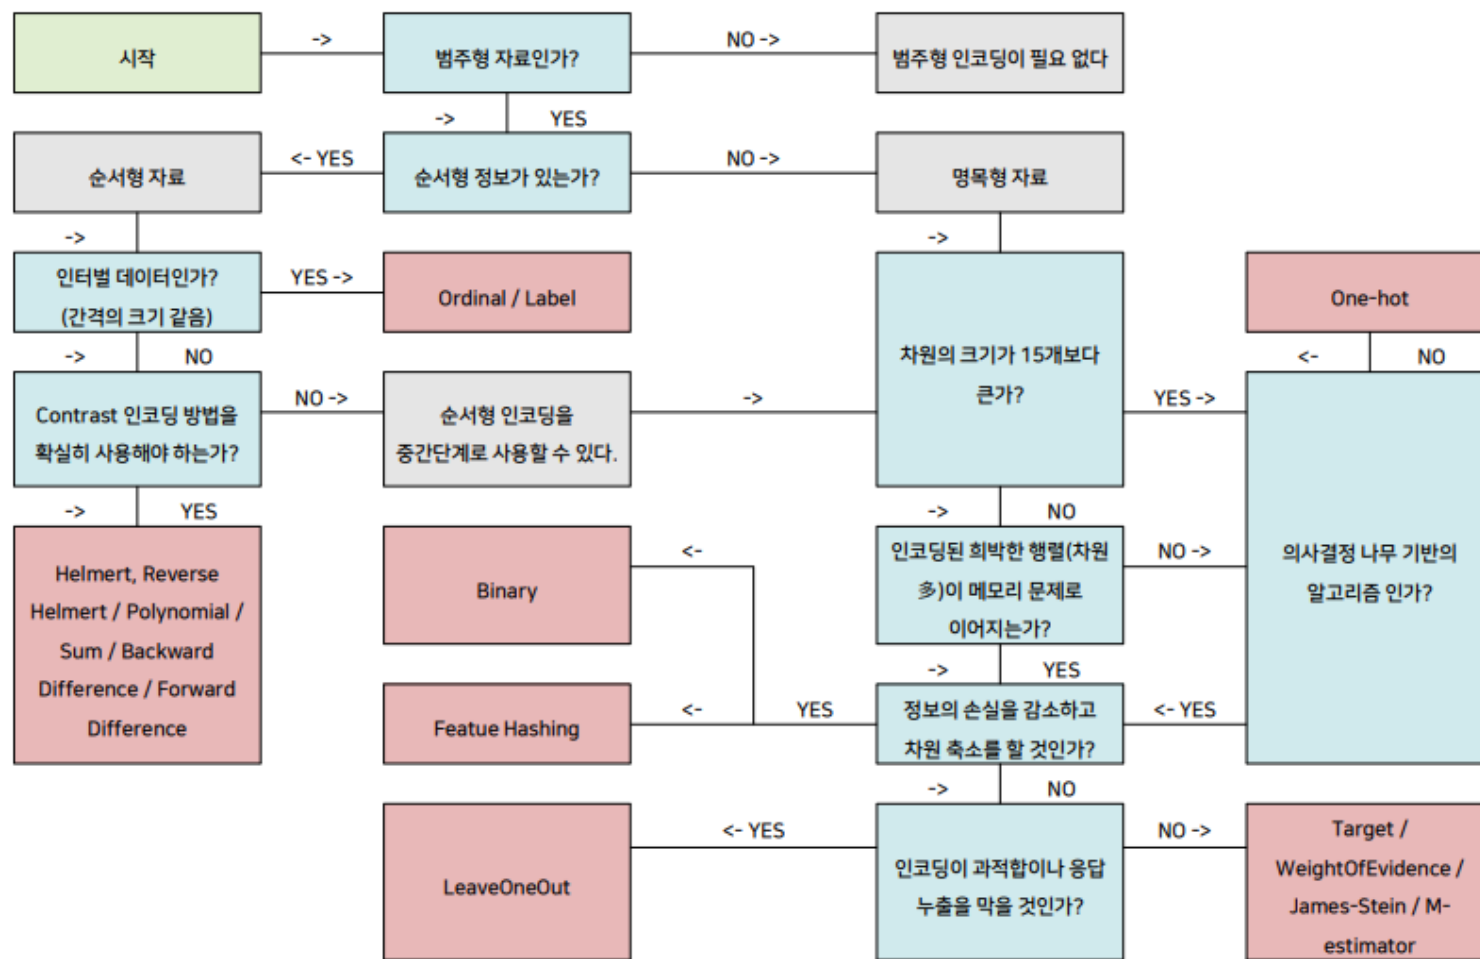 시작
->
범주형 자료인가?
NO ->
범주형 인코딩이 필요 없다
->
YES
순서형 자료
<- YES
순서형 정보가 있는가?
NO ->
명목형 자료
->
->
인터벌 데이터인가?
(간격의 크기 같음)
YES ->
Ordinal / Label
차원의 크기가 15개보다
큰가?
One-hot
->
NO
<-
NO
Contrast 인코딩 방법을
확실히 사용해야 하는가?
NO ->
순서형 인코딩을
중간단계로 사용할 수 있다.
->
YES ->
의사결정 나무 기반의
알고리즘 인가?
->
YES
->
NO
Helmert, Reverse
Helmert / Polynomial /
Sum / Backward
Difference / Forward
Difference
Binary
<-
인코딩된 희박한 행렬(차원
多)이 메모리 문제로
이어지는가?
NO ->
->
YES
Featue Hashing
<-
YES
정보의 손실을 감소하고
차원 축소를 할 것인가?
<- YES
->
NO
LeaveOneOut
<- YES
인코딩이 과적합이나 응답
누출을 막을 것인가?
NO ->
Target /
WeightOfEvidence /
James-Stein / M-
estimator